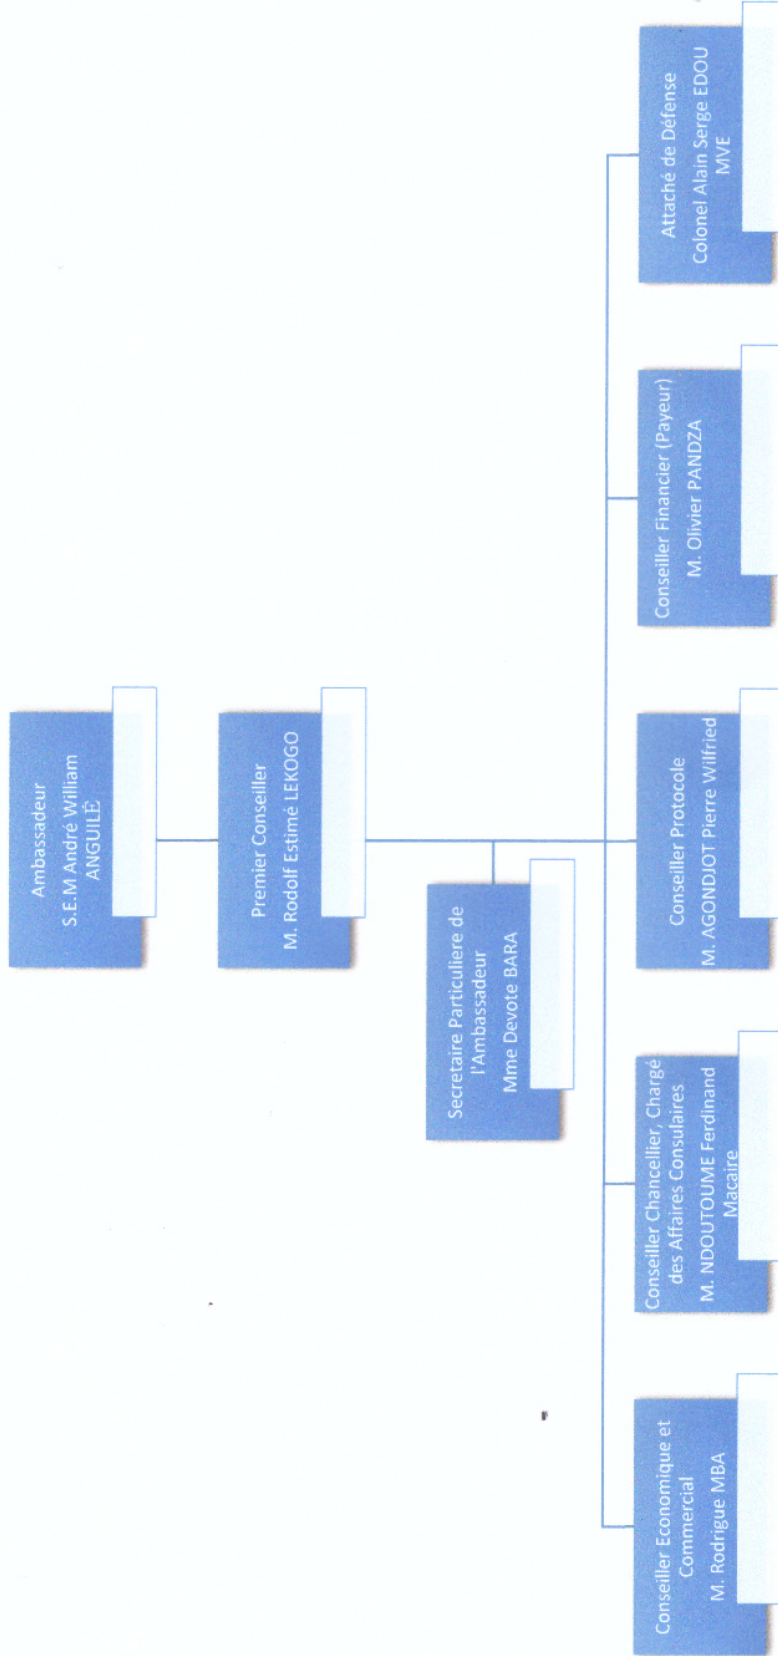 Ambassadeur
S.E.M André William
ANGUILÈ
Premier Conseiller
M. Rodolf Estimé LEKOGO
Secretaire Particuliere de
l'Ambassadeur
Mme Devote BARA
Conseiller Economique et
Commercial
M. Rodrigue MBA
Conseiller Chancellier, Chargé
des Affaires Consulaires
M. NDOUTOUME Ferdinand
Macaire
Conseiller Protocole
M. AGONDJOT Pierre Wilfried
Conseiller Financier (Payeur)
M. Olivier PANDZA
Attaché de Défense
Colonel Alain Serge EDOU
MVE